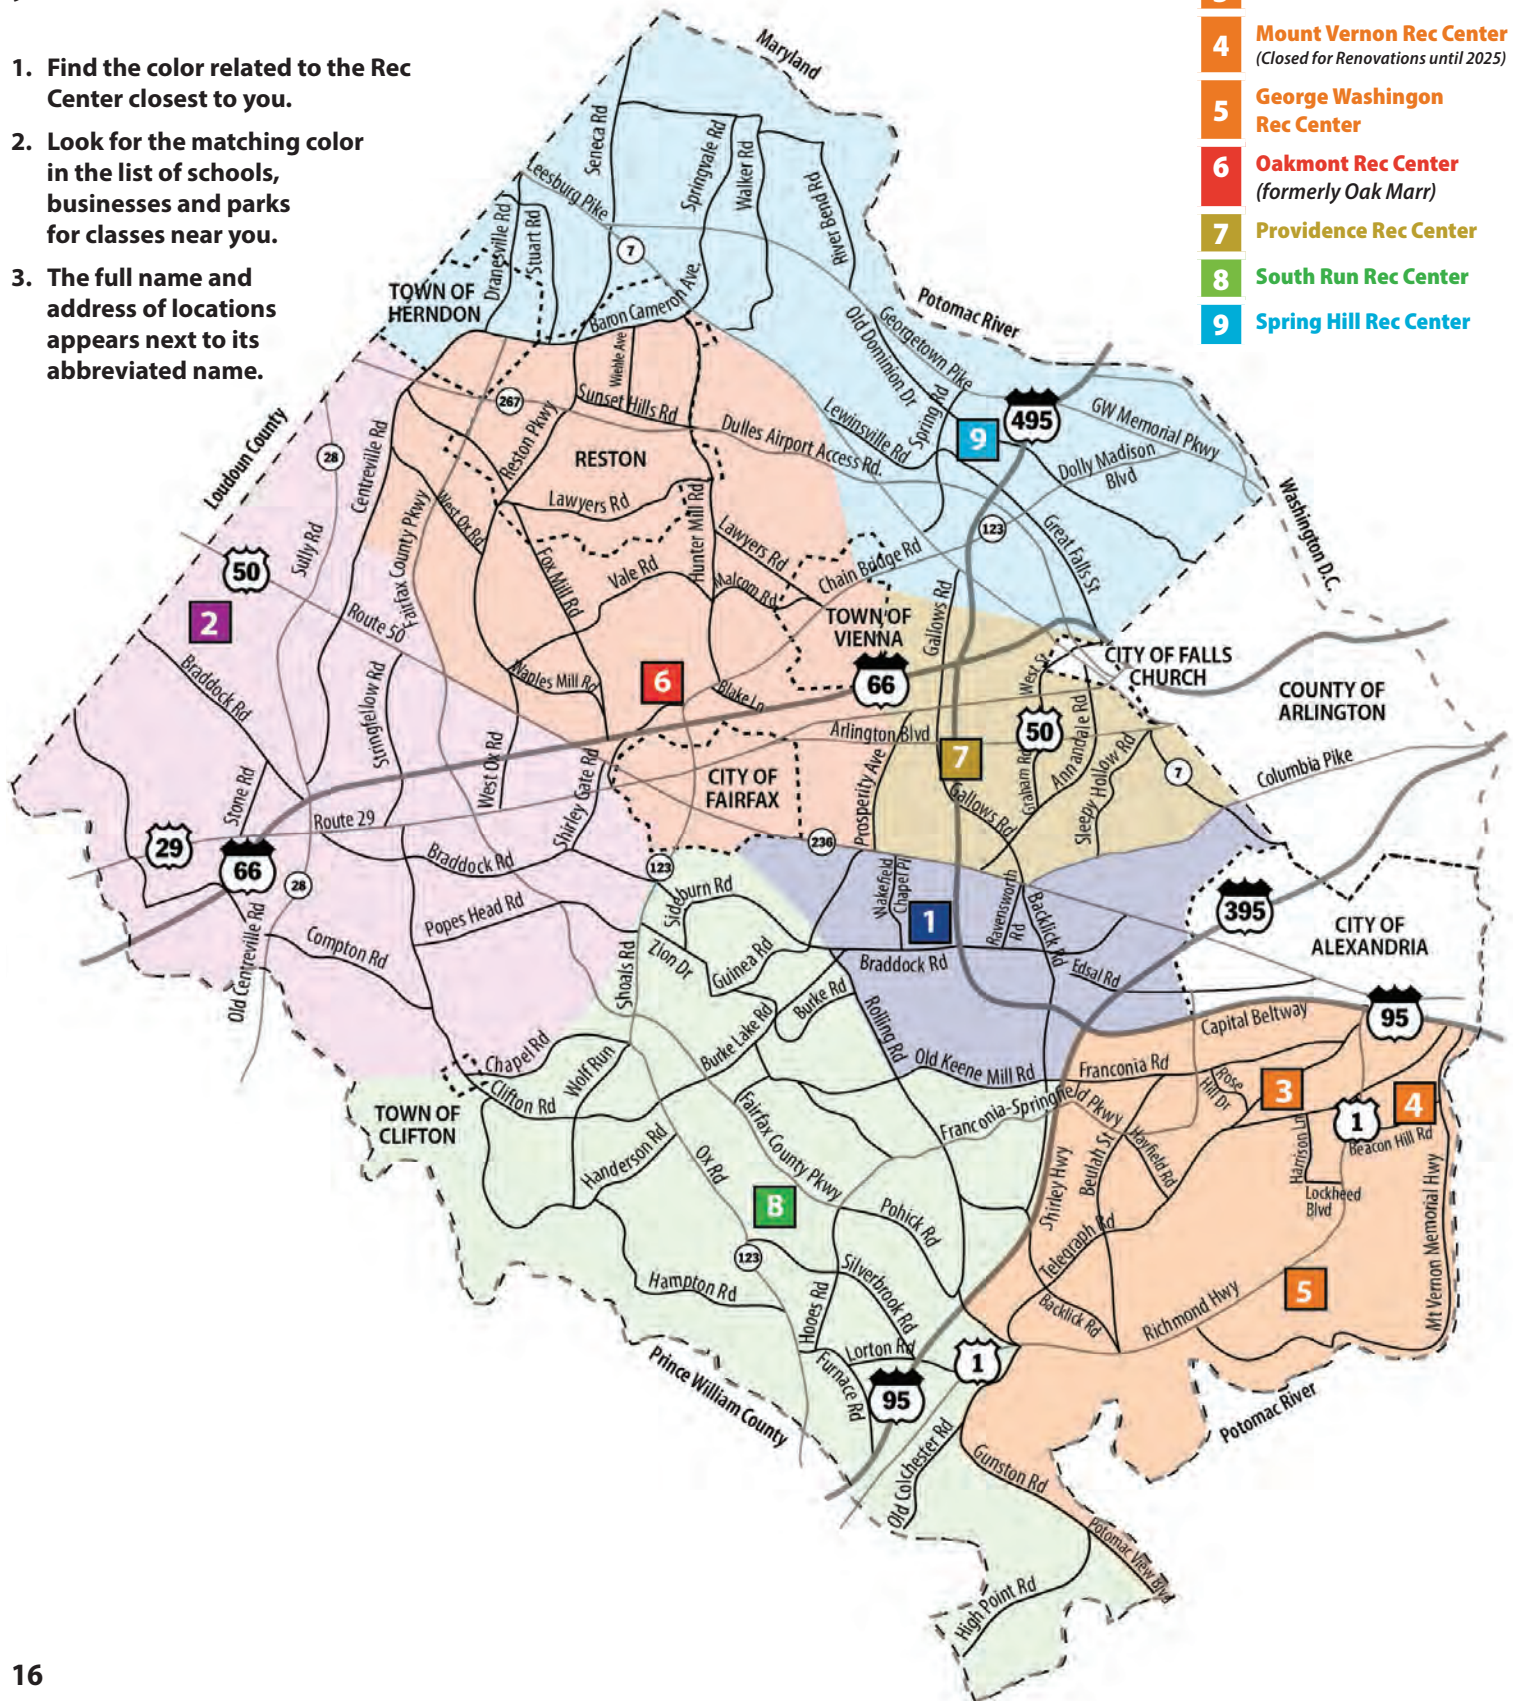 1. Find the color related to the Rec
Center closest to you.
2. Look for the matching color
in the list of schools,
businesses and parks
for classes near you.
3. The full name and
address of locations
appears next to its
abbreviated name.
4 Mount Vernon Rec Center
(Closed for Renovations until 2025)
5 George Washingon
Rec Center
6 Oakmont Rec Center
(formerly Oak Marr)
7 Providence Rec Center
8 South Run Rec Center
9 Spring Hill Rec Center
Maryland
Seneca Rd
Springvale Rd
Walker Rd
River Bend Rd
Leesburg Pike
Dranesville Rd
Stuart Rd
7
TOWN OF
HERNDON
Baron Cameron Ave.
Potomac River
Old Dominion Dr
Georgetown Pike
Wiehle Ave
267
Sunset Hills Rd
Reston Pkwy
RESTON
Dulles Airport Access Rd.
Lewinsville Rd
Spring Rd
9
495
GW Memorial Pkwy
Dolly Madison
Blvd
Washington D.C.
Loudoun County
28
Centreville Rd
Sully Rd
Fairfax County Pkwy
West Ox Rd
Lawyers Rd
Hunter Mill Rd
Lawyers Rd
Fox Mill Rd
Vale Rd
Malcom Rd
Chain Bridge Rd
123
Great Falls St
50
2
Route 50
TOWN OF
VIENNA
Gallows Rd
66
West St
CITY OF FALLS
CHURCH
COUNTY OF
ARLINGTON
Braddock Rd
Stringfellow Rd
Naples Mill Rd
6
Blake Ln
Arlington Blvd
50
Annandale Rd
7
Graham Rd
Sleepy Hollow Rd
7
Columbia Pike
Stone Rd
West Ox Rd
Shirley Gate Rd
CITY OF
FAIRFAX
Prosperity Ave
Gallows Rd
Route 29
29
66
28
Braddock Rd
123
236
Wakefield
Chapel Pl
1
Ravensworth
Rd
Backlick Rd
395
CITY OF
ALEXANDRIA
Sideburn Rd
Popes Head Rd
Compton Rd
Old Centreville Rd
Shoals Rd
Zion Dr
Guinea Rd
Braddock Rd
Edsal Rd
Burke Rd
Burke Lake Rd
Rolling Rd
Old Keene Mill Rd
Capital Beltway
95
Chapel Rd
Wolf Run
Clifton Rd
TOWN OF
CLIFTON
Franconia Rd
Rose
Hill Dr
3
4
1
Beacon Hill Rd
Harrison Ln
Lockheed
Blvd
Franconia-Springfield Pkwy
Fairfax County Pkwy
Handerson Rd
Ox Rd
8
Pohick Rd
Shirley Hwy
Beulah St
Hayfield Rd
Telegraph Rd
Mt Vernon Memorial Hwy
123
Hampton Rd
Silverbrook Rd
Hooes Rd
Backlick Rd
Richmond Hwy
5
Lorton Rd
1
Furnace Rd
95
Prince William County
Potomac River
Old Colchester Rd
Gunston Rd
Potomac View Blvd
High Point Rd
16